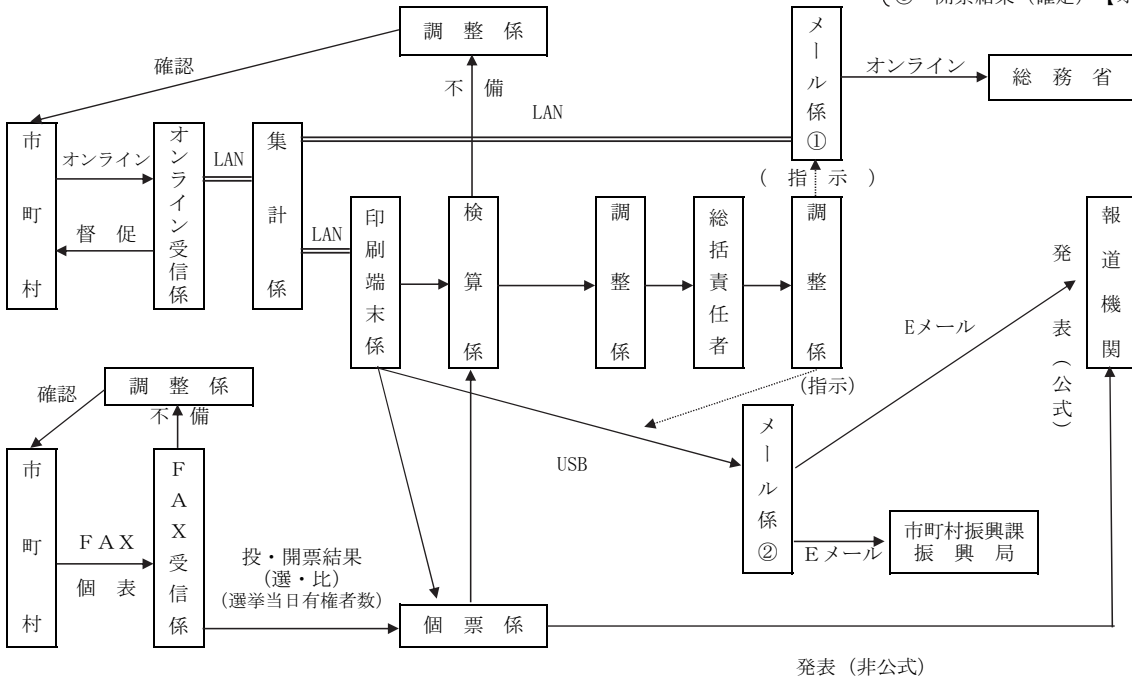 ③ 開票結果（確定）
調整係
メール係①
オンライン
総務省
確認
不備
LAN
市町村
オンライン
督促
オンライン受信係
LAN
集計係
LAN
印刷端末係
検算係
調整係
総括責任者
（指示）
調整係
(指示)
報道機関
発表（公式）
Eメール
確認
調整係
不備
市町村
FAX
個表
FAX受信係
投・開票結果
（選・比）
（選挙当日有権者数）
USB
メール係②
Eメール
市町村振興課
振興局
個票係
発表（非公式）